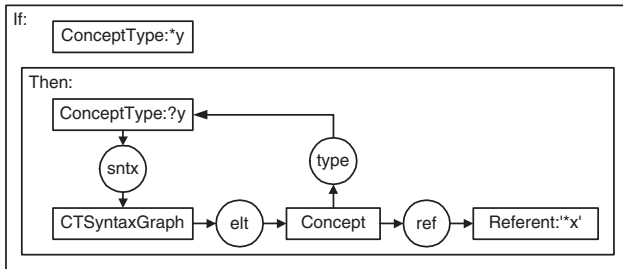 If:
ConceptType:*y
Then:
ConceptType:?y
sntx
type
CTSyntaxGraph
elt
Concept
ref
Referent:'*x'